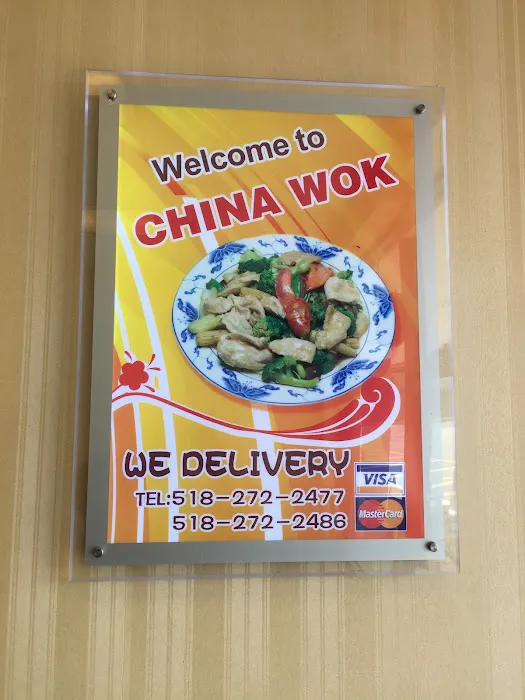 Welcome to
CHINA WOK
WE DELIVERY
TEL:518-272-2477
518-272-2486
VISA
MasterCard